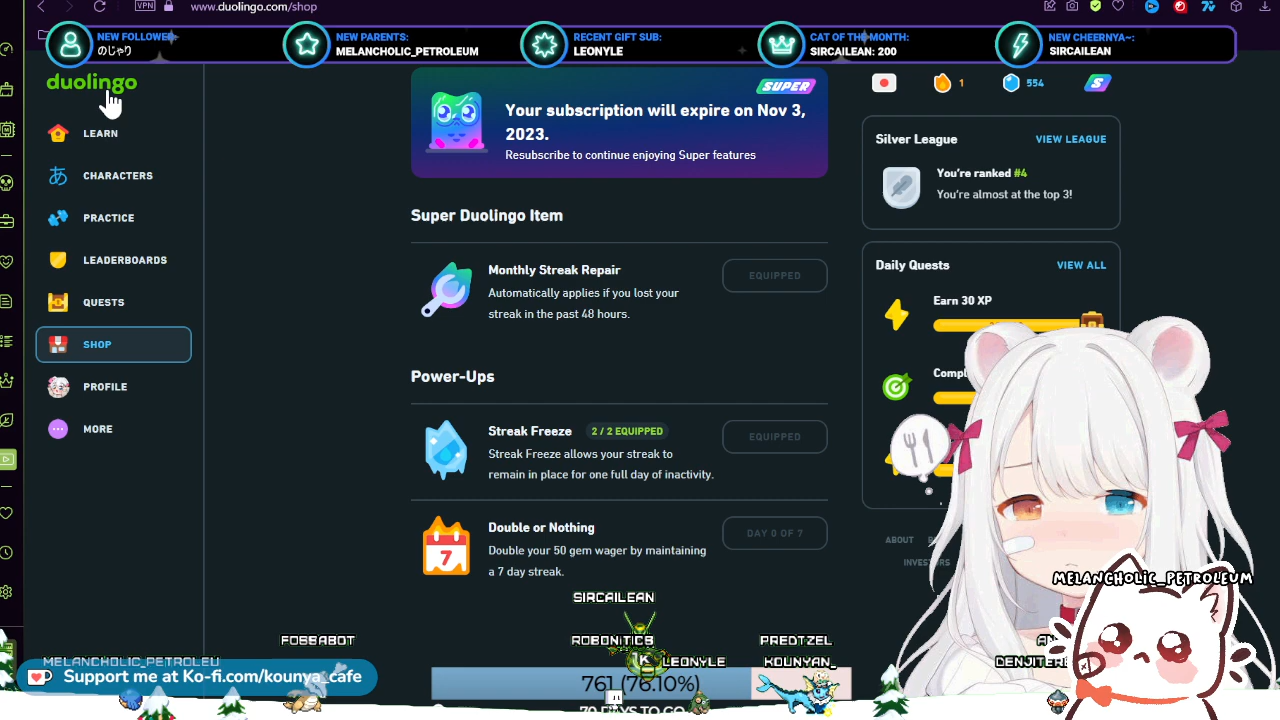 www.duolingo.com/shop
VPN
NEW FOLLOWER:
のじゃり
NEW PARENTS:
MELANCHOLIC_PETROLEUM
RECENT GIFT SUB:
LEONYLE
CAT OF THE MONTH:
SIRCAILEAN: 200
NEW CHEERNYA~:
SIRCAILEAN
duolingo
LEARN
あ CHARACTERS
PRACTICE
LEADERBOARDS
QUESTS
SHOP
PROFILE
MORE
SUPER
Your subscription will expire on Nov 3,
2023.
Resubscribe to continue enjoying Super features
Super Duolingo Item
Monthly Streak Repair
Automatically applies if you lost your
streak in the past 48 hours.
EQUIPPED
Power-Ups
Streak Freeze 2 / 2 EQUIPPED
Streak Freeze allows your streak to
remain in place for one full day of inactivity.
EQUIPPED
7
Double or Nothing
Double your 50 gem wager by maintaining
a 7 day streak.
DAY 0 OF 7
1
554
S
Silver League
VIEW LEAGUE
You're ranked #4
You're almost at the top 3!
Daily Quests
VIEW ALL
Earn 30 XP
ABOUT
MELANCHOLIC_PETROLEUM
SIRCAILEAN
FOSSABOT
PREDTZEL
LEONYLE
KOUNYAN_
MELANCHOLIC_PETROLEU
Support me at Ko-fi.com/kounya_cafe
1K
761 (76.10%)